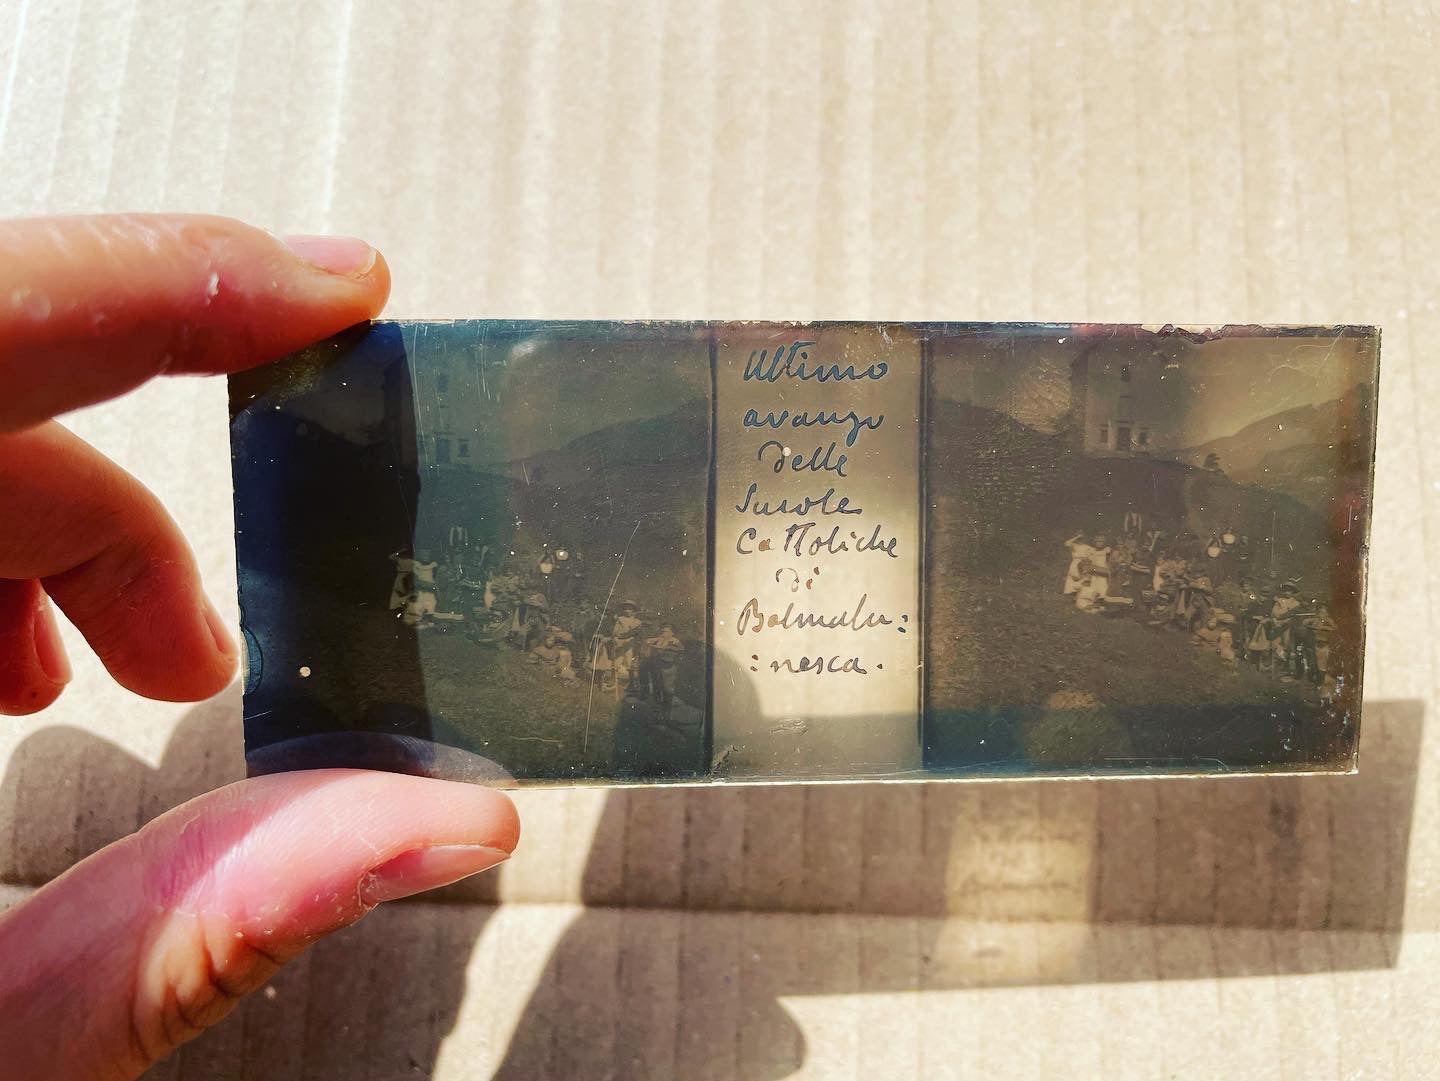 Ultimo
avanzo
delle
Scuole
Cattoliche
di
Balmalu:
:nesca.